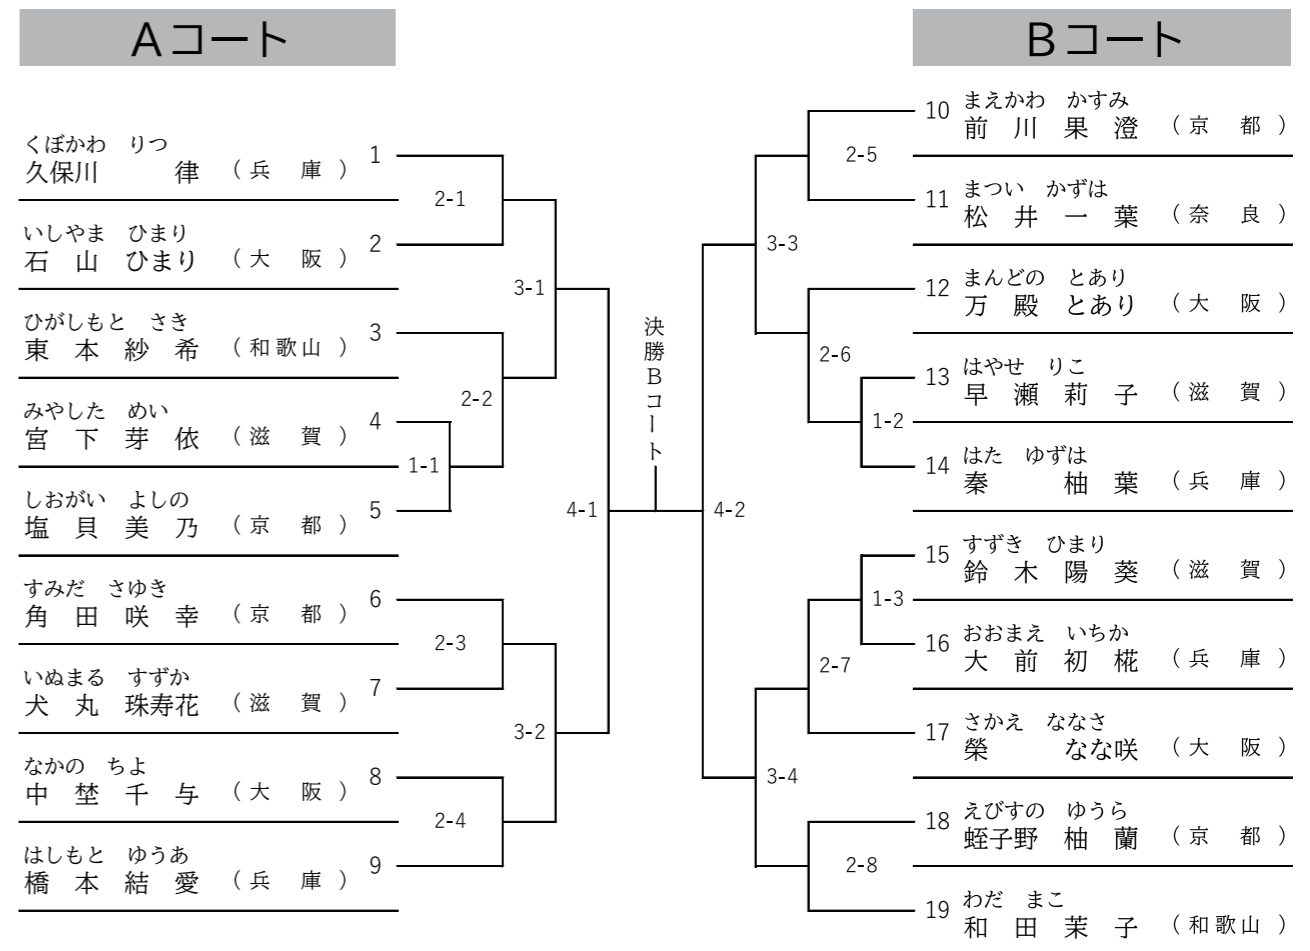 Aコート
くぼかわ りつ
久保川 律 (兵 庫) 1
2-1
いしやま ひまり
石 山 ひまり (大 阪) 2
3-1
ひがしもと さき
東 本 紗 希 (和歌山) 3
2-2
みやした めい
宮 下 芽 依 (滋 賀) 4
1-1
しおがい よしの
塩 貝 美 乃 (京 都) 5
4-1
すみだ さゆき
角 田 咲 幸 (京 都) 6
2-3
いぬまる すずか
犬 丸 珠寿花 (滋 賀) 7
3-2
なかの ちよ
中 埜 千 与 (大 阪) 8
2-4
はしもと ゆうあ
橋 本 結 愛 (兵 庫) 9
決勝Bコート
Bコート
まえかわ かすみ
10 前 川 果 澄 (京 都)
2-5
まつい かずは
11 松 井 一 葉 (奈 良)
3-3
まんどの とあり
12 万 殿 とあり (大 阪)
2-6
はやせ りこ
13 早 瀬 莉 子 (滋 賀)
1-2
はた ゆずは
14 秦 柚 葉 (兵 庫)
4-2
すずき ひまり
15 鈴 木 陽 葵 (滋 賀)
1-3
おおまえ いちか
16 大 前 初 椛 (兵 庫)
2-7
さかえ ななさ
17 榮 なな咲 (大 阪)
3-4
えびすの ゆうら
18 蛭子野 柚 蘭 (京 都)
2-8
わだ まこ
19 和 田 茉 子 (和歌山)